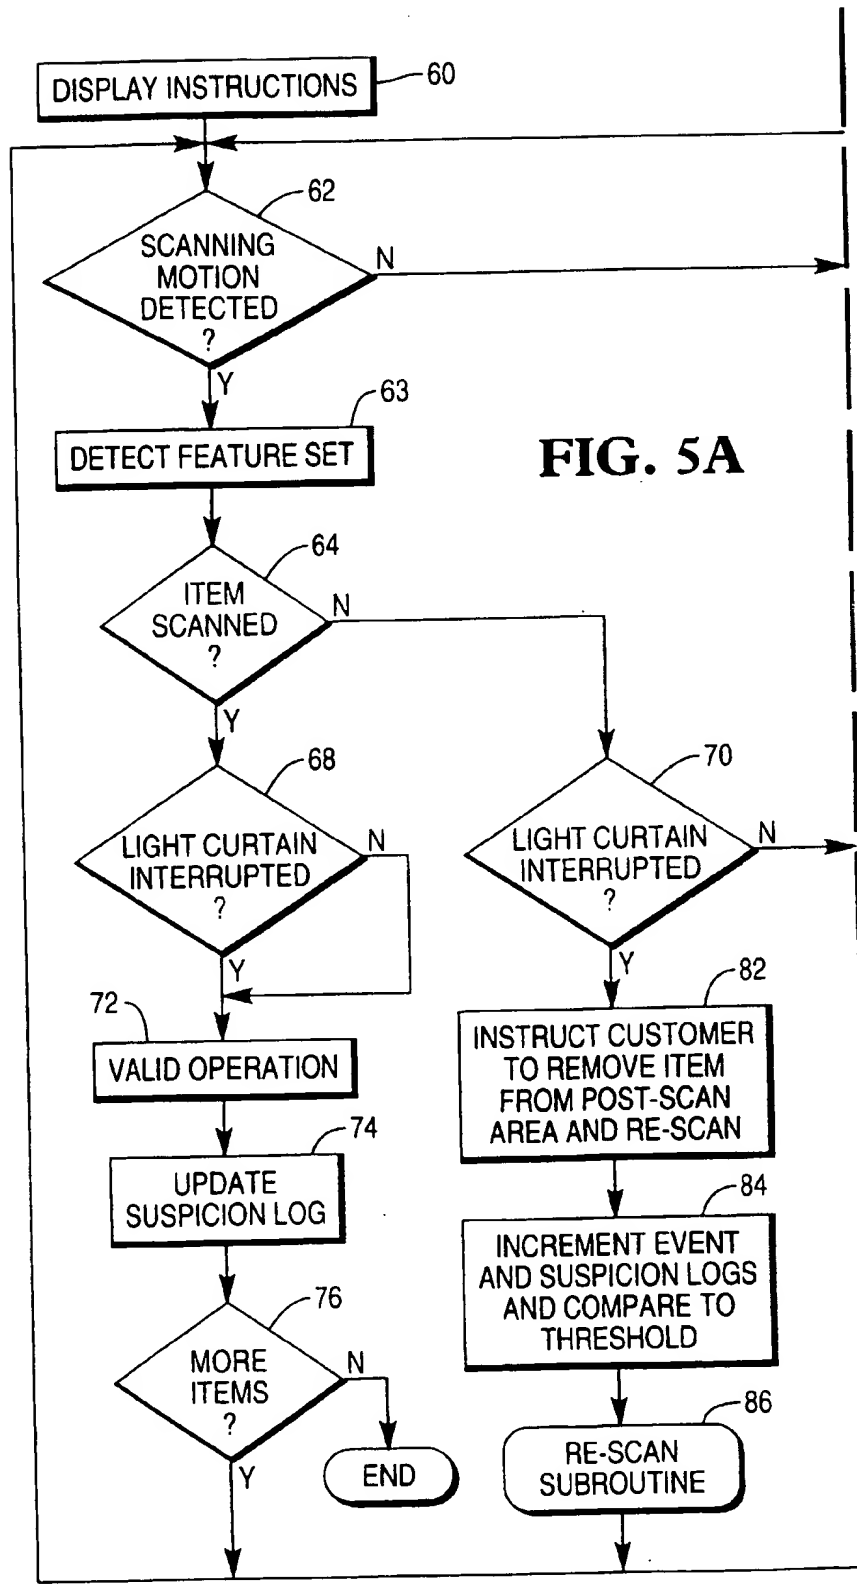 DISPLAY INSTRUCTIONS
60
62
SCANNING
MOTION
DETECTED
?
N
Y
63
DETECT FEATURE SET
FIG. 5A
64
ITEM
SCANNED
?
N
Y
68
LIGHT CURTAIN
INTERRUPTED
?
N
Y
70
LIGHT CURTAIN
INTERRUPTED
?
N
Y
72
VALID OPERATION
74
UPDATE
SUSPICION LOG
76
MORE
ITEMS
?
N
Y
END
82
INSTRUCT CUSTOMER
TO REMOVE ITEM
FROM POST-SCAN
AREA AND RE-SCAN
84
INCREMENT EVENT
AND SUSPICION LOGS
AND COMPARE TO
THRESHOLD
86
RE-SCAN
SUBROUTINE